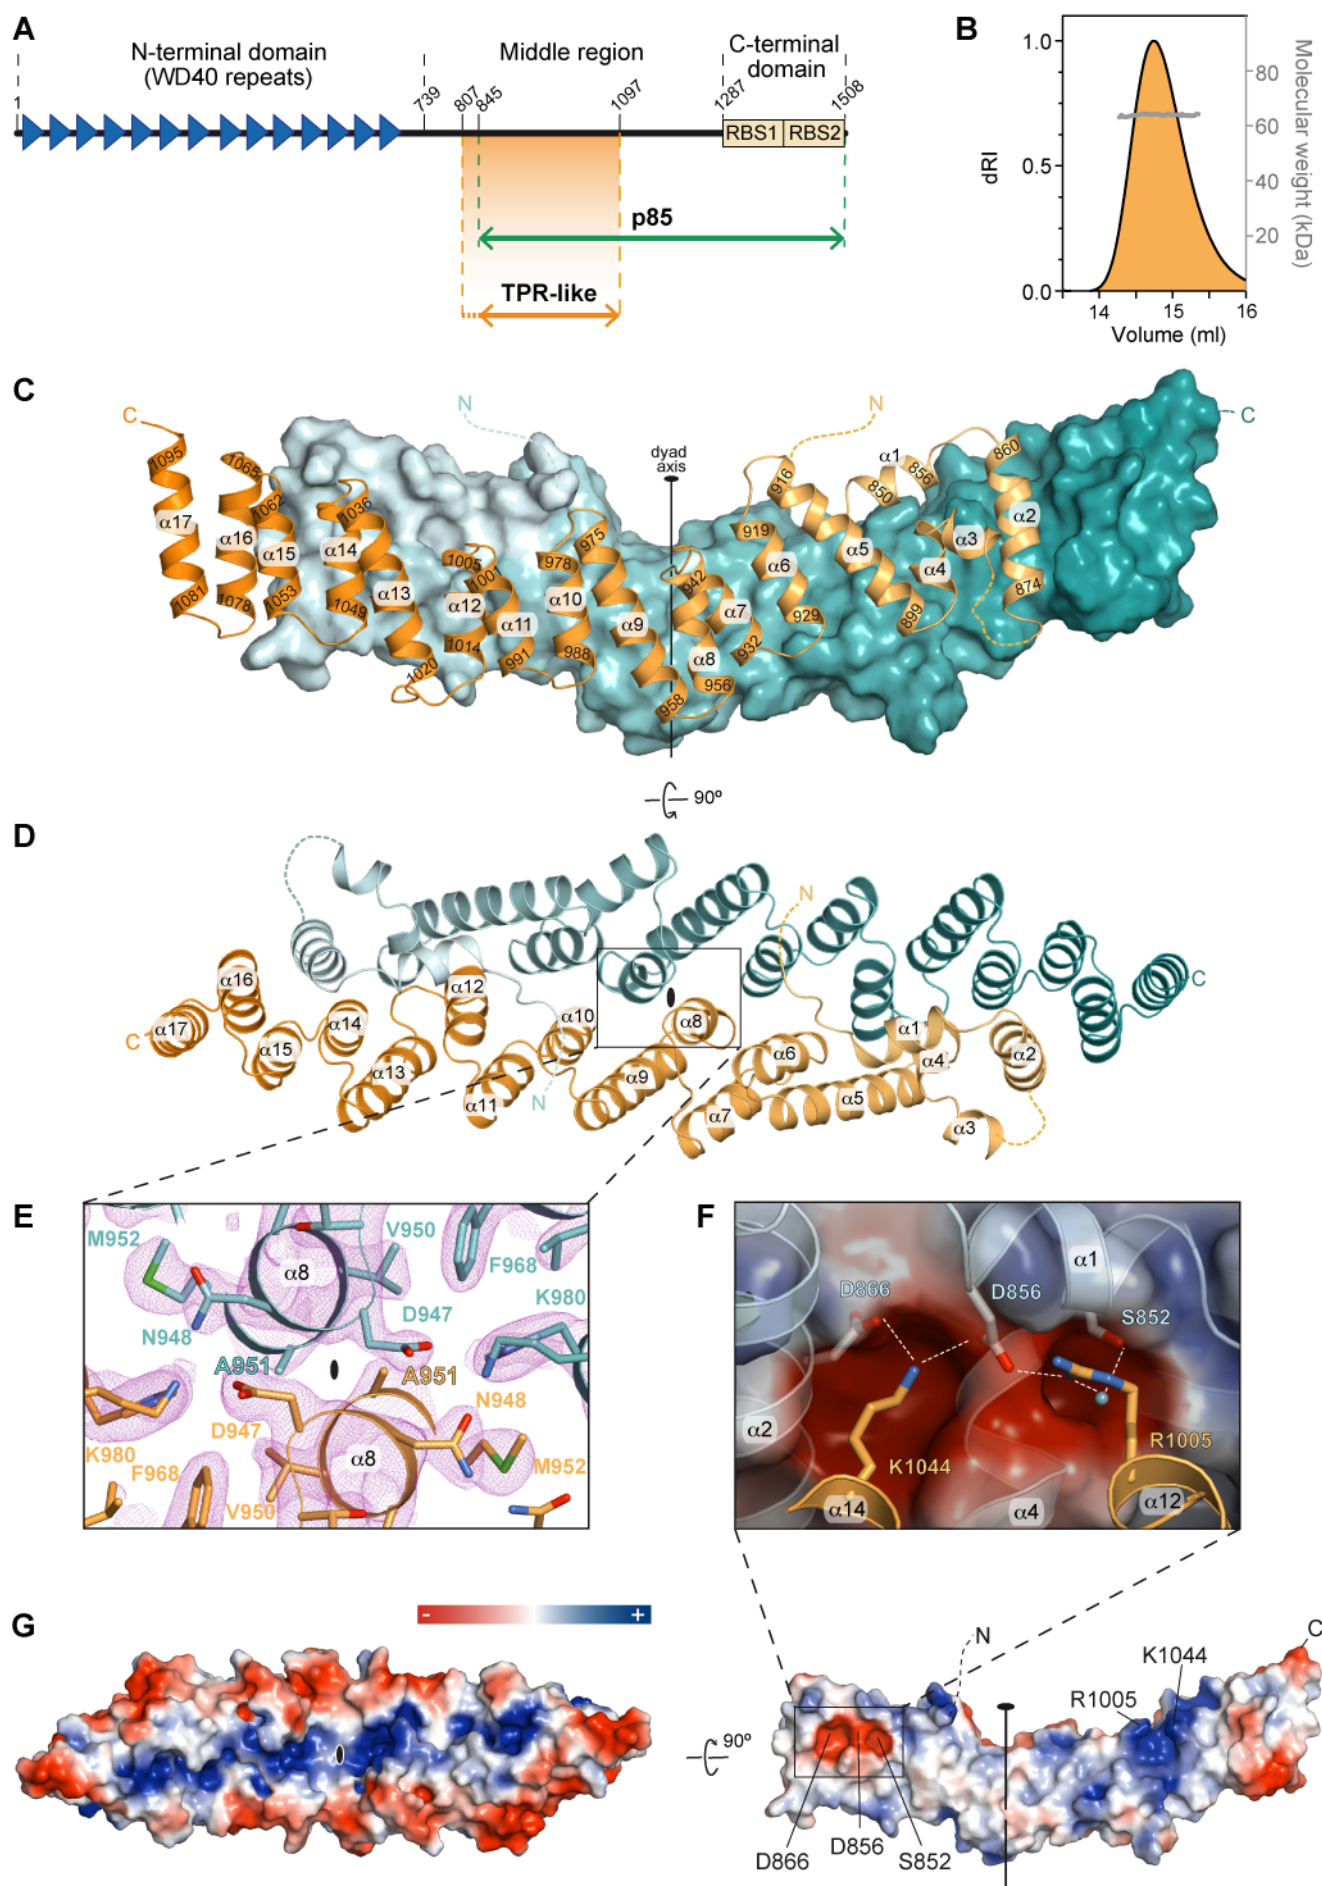 A
N-terminal domain
(WD40 repeats)
Middle region
C-terminal
domain
1
739
807
845
1097
1287
1508
RBS1
RBS2
p85
TPR-like
B
1.0
0.5
0.0
dRI
80
60
40
20
Molecular weight (kDa)
14
15
16
Volume (ml)
C
C
N
dyad
axis
N
C
1095
α17
1081
1065
α16
1078
1062
α15
1053
α14
1036
1049
α13
1020
1005
α12
1014
1001
α11
991
978
α10
988
975
α9
958
942
α8
956
α7
932
919
α6
929
916
α5
899
α1
850
856
α4
α3
860
α2
874
90º
D
N
C
α17
α16
α15
α14
α13
α12
α11
α10
N
α9
α8
α7
α6
α5
α1
α4
α2
α3
C
E
M952
V950
α8
F968
D947
K980
N948
A951
A951
N948
D947
K980
F968
α8
M952
V950
F
α1
D866
D856
S852
α2
K1044
R1005
α14
α4
α12
G
-
+
90º
N
C
K1044
R1005
D866
D856
S852